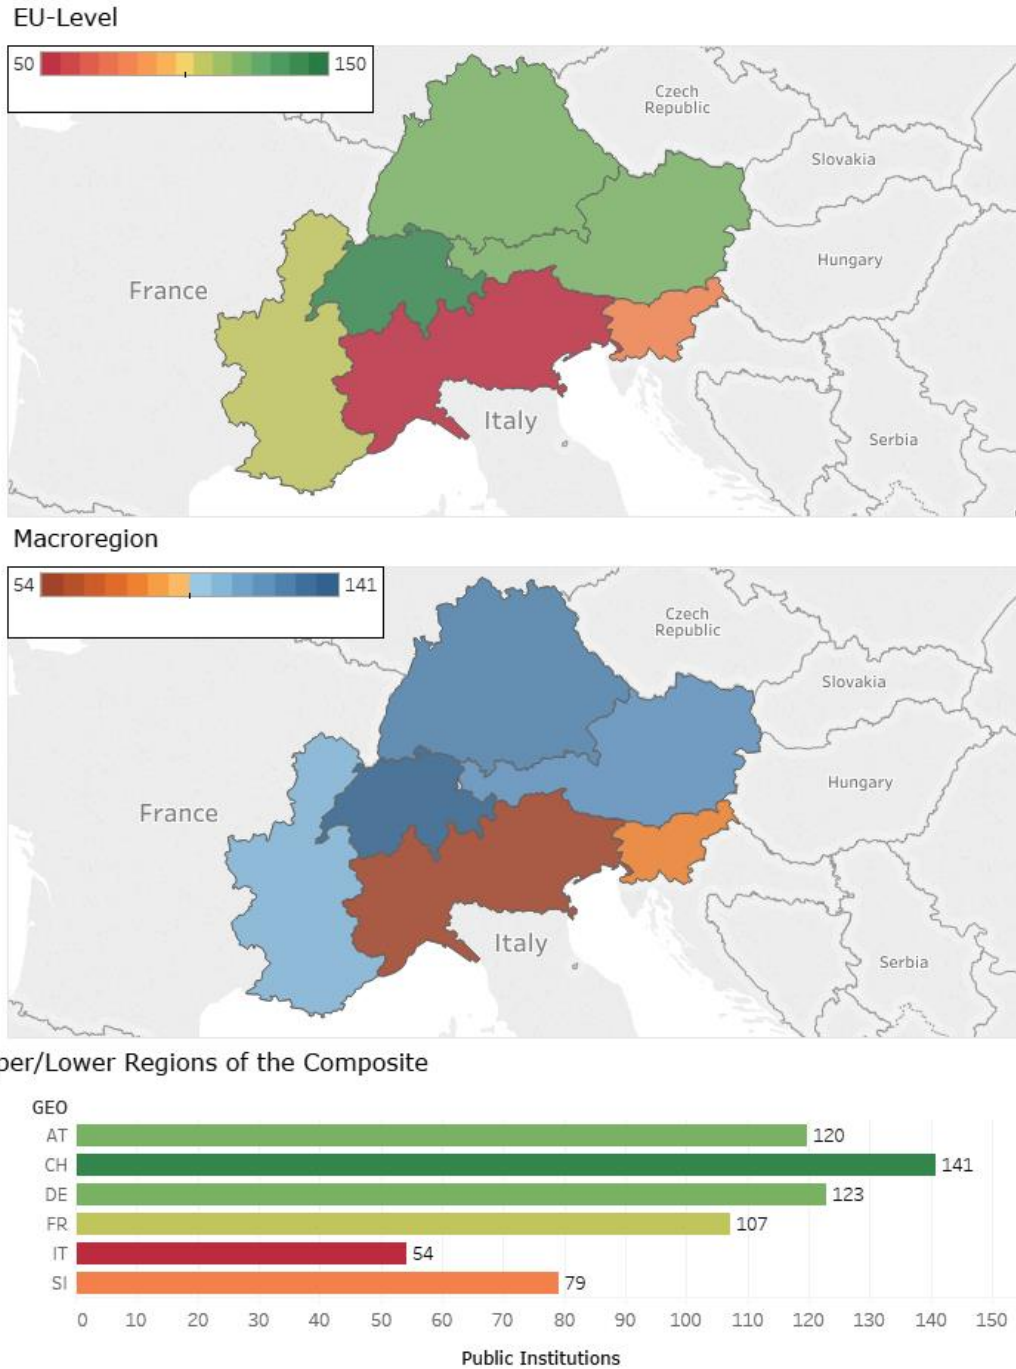 EU-Level
50 150
Czech
Republic
Slovakia
France
Hungary
Italy
Serbia
Macroregion
54 141
Czech
Republic
Slovakia
Hungary
France
Italy
Serbia
per/Lower Regions of the Composite
GEO
AT 120
CH 141
DE 123
FR 107
IT 54
SI 79
0 10 20 30 40 50 60 70 80 90 100 110 120 130 140 150
Public Institutions